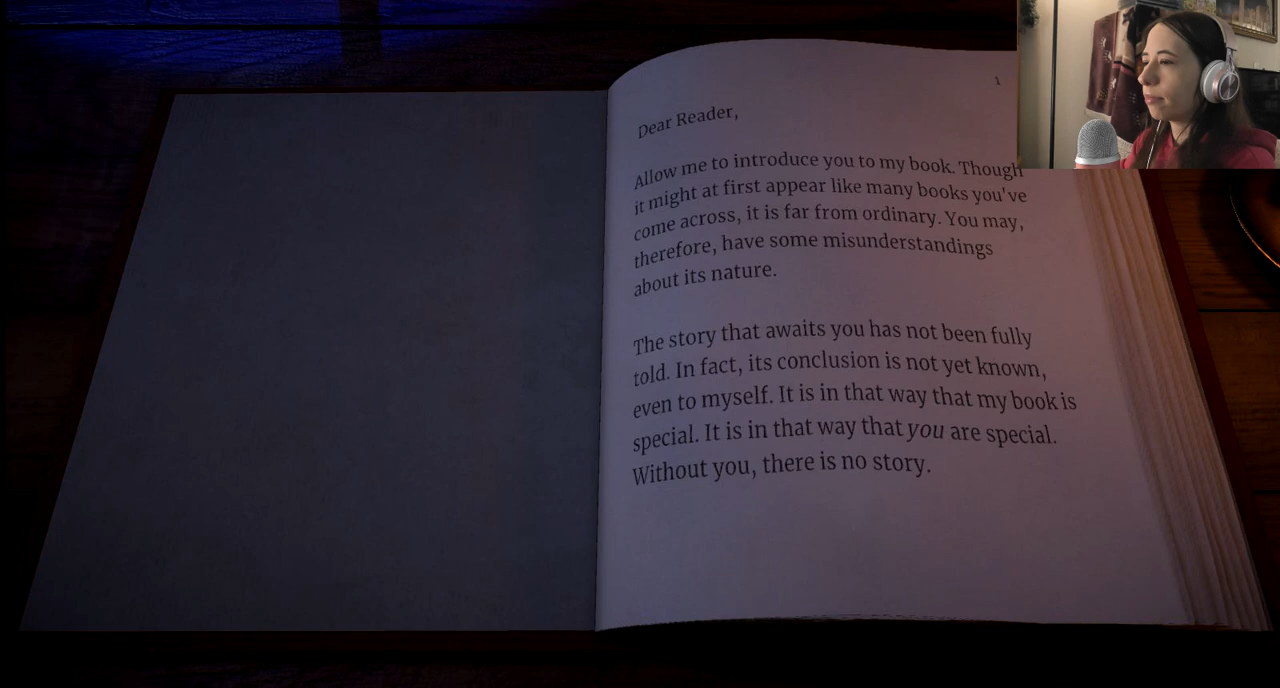 1
Dear Reader,
Allow me to introduce you to my book. Though
it might at first appear like many books you've
come across, it is far from ordinary. You may,
therefore, have some misunderstandings
about its nature.
The story that awaits you has not been fully
told. In fact, its conclusion is not yet known,
even to myself. It is in that way that my book is
special. It is in that way that you are special.
Without you, there is no story.